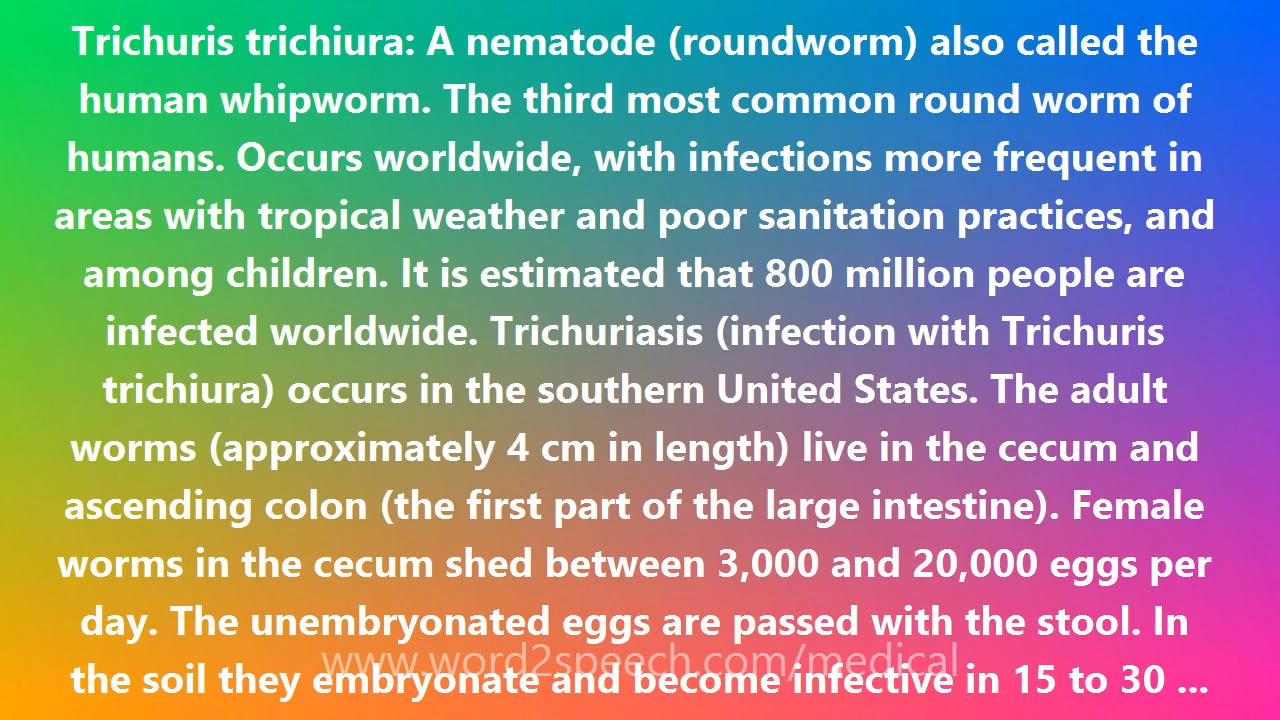 Trichuris trichiura: A nematode (roundworm) also called the
human whipworm. The third most common round worm of
humans. Occurs worldwide, with infections more frequent in
areas with tropical weather and poor sanitation practices, and
among children. It is estimated that 800 million people are
infected worldwide. Trichuriasis (infection with Trichuris
trichiura) occurs in the southern United States. The adult
worms (approximately 4 cm in length) live in the cecum and
ascending colon (the first part of the large intestine). Female
worms in the cecum shed between 3,000 and 20,000 eggs per
day. The unembryonated eggs are passed with the stool. In
www.word2speech.com/medical
the soil they embryonate and become infective in 15 to 30 ...